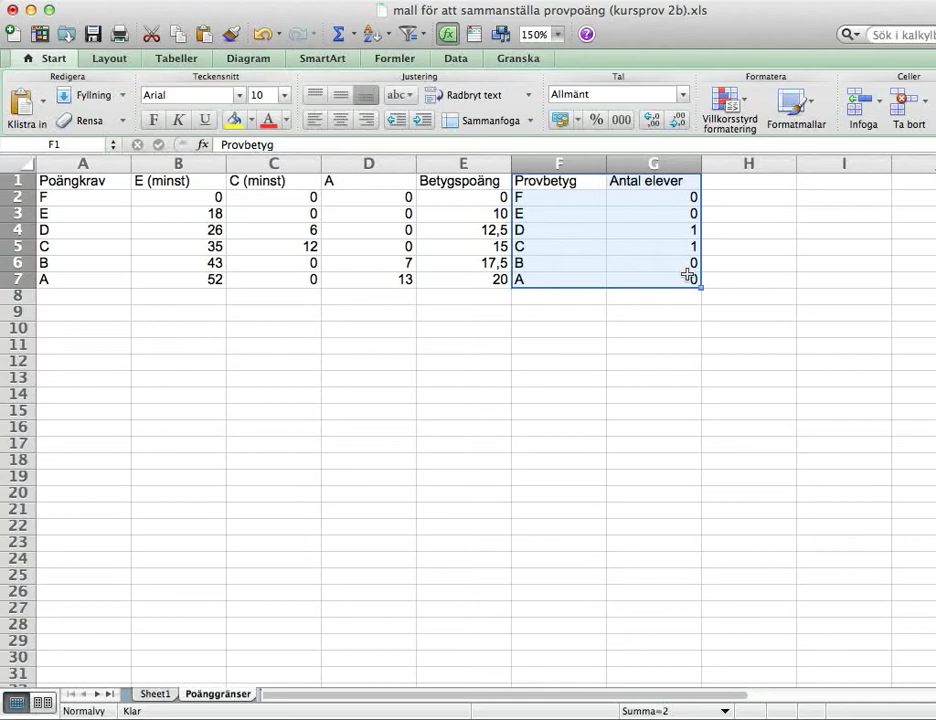 mall för att sammanställa provpoäng (kursprov 2b).xls
150%
Sök i kalkylb
Start Layout Tabeller Diagram SmartArt Formler Data Granska
Redigera Teckensnitt Justering Tal Formatera Celler
Klistra in Fyllning Rensa
Arial 10
F K U A
abc Radbryt text
Sammanfoga
Allmänt
% 000
Villkorsstyrd formatering
Formatmallar
Infoga Ta bort
F1 fx Provbetyg
A B C D E F G H I
1 Poängkrav E (minst) C (minst) A Betygspoäng Provbetyg Antal elever
2 F 0 0 0 0 F 0
3 E 18 0 0 10 E 0
4 D 26 6 0 12,5 D 1
5 C 35 12 0 15 C 1
6 B 43 0 7 17,5 B 0
7 A 52 0 13 20 A 0
8
9
10
11
12
13
14
15
16
17
18
19
20
21
22
23
24
25
26
27
28
29
30
31
Sheet1 Poänggränser
Normalvy Klar Summa=2